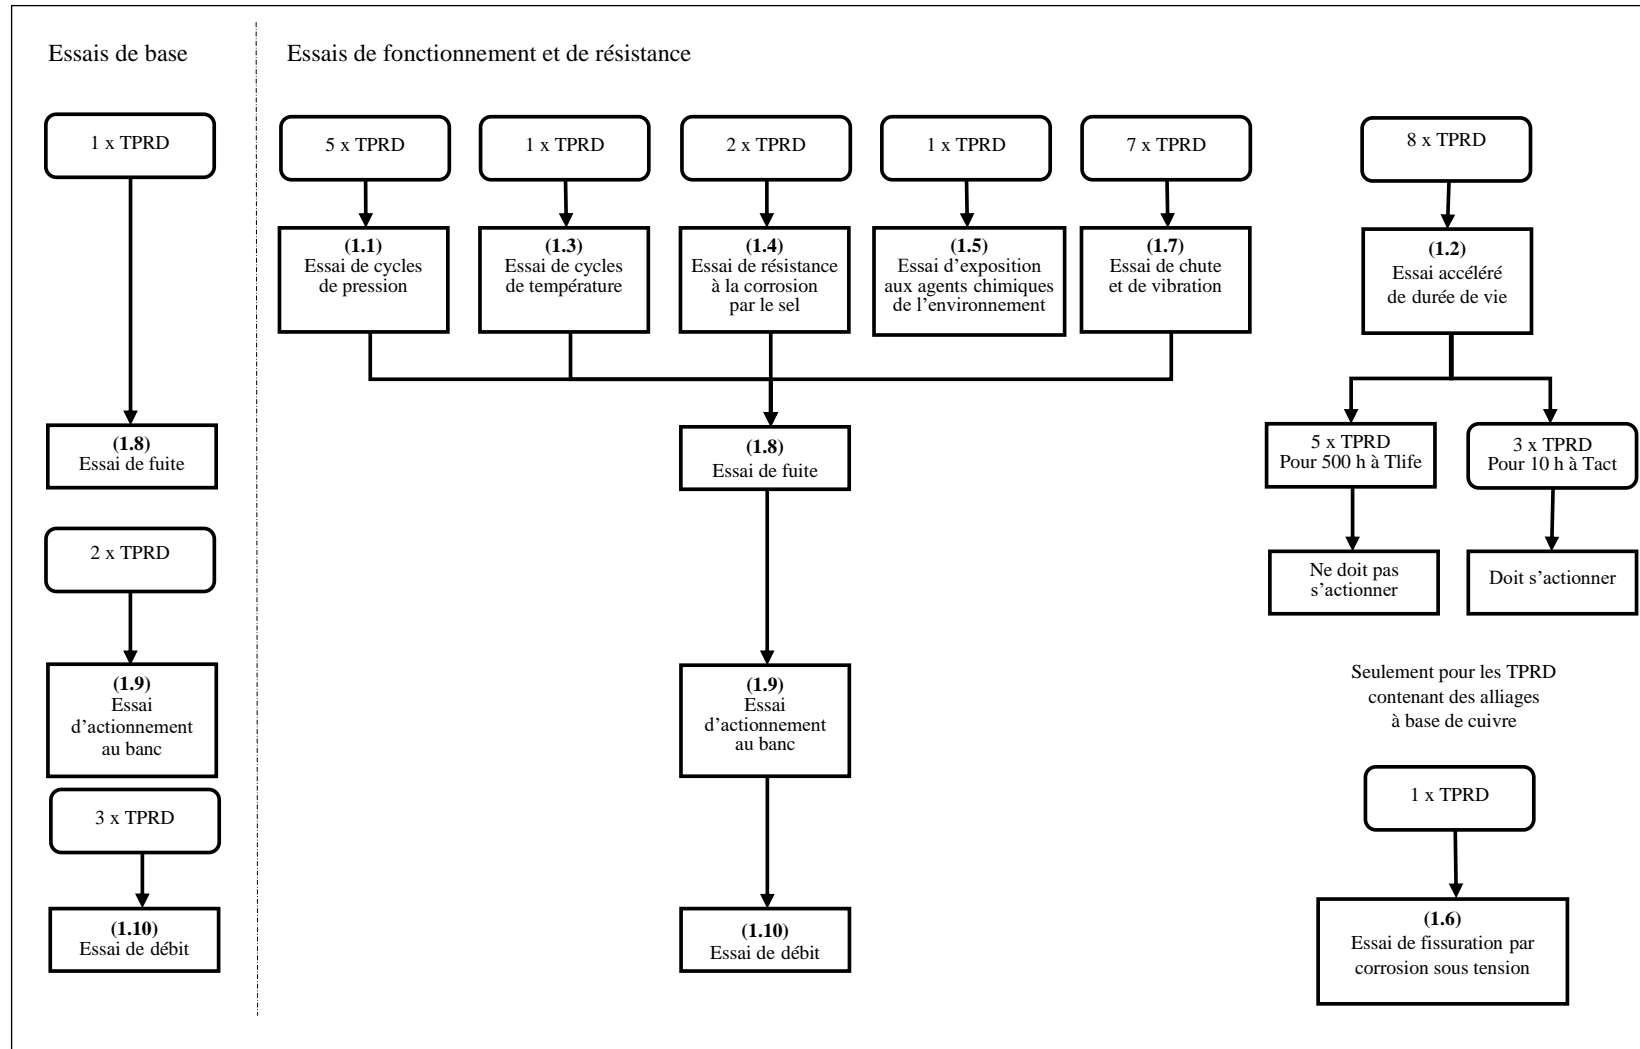 Essais de base
Essais de fonctionnement et de résistance
1 x TPRD
5 x TPRD
1 x TPRD
2 x TPRD
1 x TPRD
7 x TPRD
8 x TPRD
(1.1)
Essai de cycles
de pression
(1.3)
Essai de cycles
de température
(1.4)
Essai de résistance
à la corrosion
par le sel
(1.5)
Essai d’exposition
aux agents chimiques
de l’environnement
(1.7)
Essai de chute
et de vibration
(1.2)
Essai accéléré
de durée de vie
(1.8)
Essai de fuite
(1.8)
Essai de fuite
5 x TPRD
Pour 500 h à Tlife
3 x TPRD
Pour 10 h à Tact
2 x TPRD
Ne doit pas
s’actionner
Doit s’actionner
(1.9)
Essai
d’actionnement
au banc
(1.9)
Essai
d’actionnement
au banc
Seulement pour les TPRD
contenant des alliages
à base de cuivre
3 x TPRD
1 x TPRD
(1.10)
Essai de débit
(1.10)
Essai de débit
(1.6)
Essai de fissuration par
corrosion sous tension